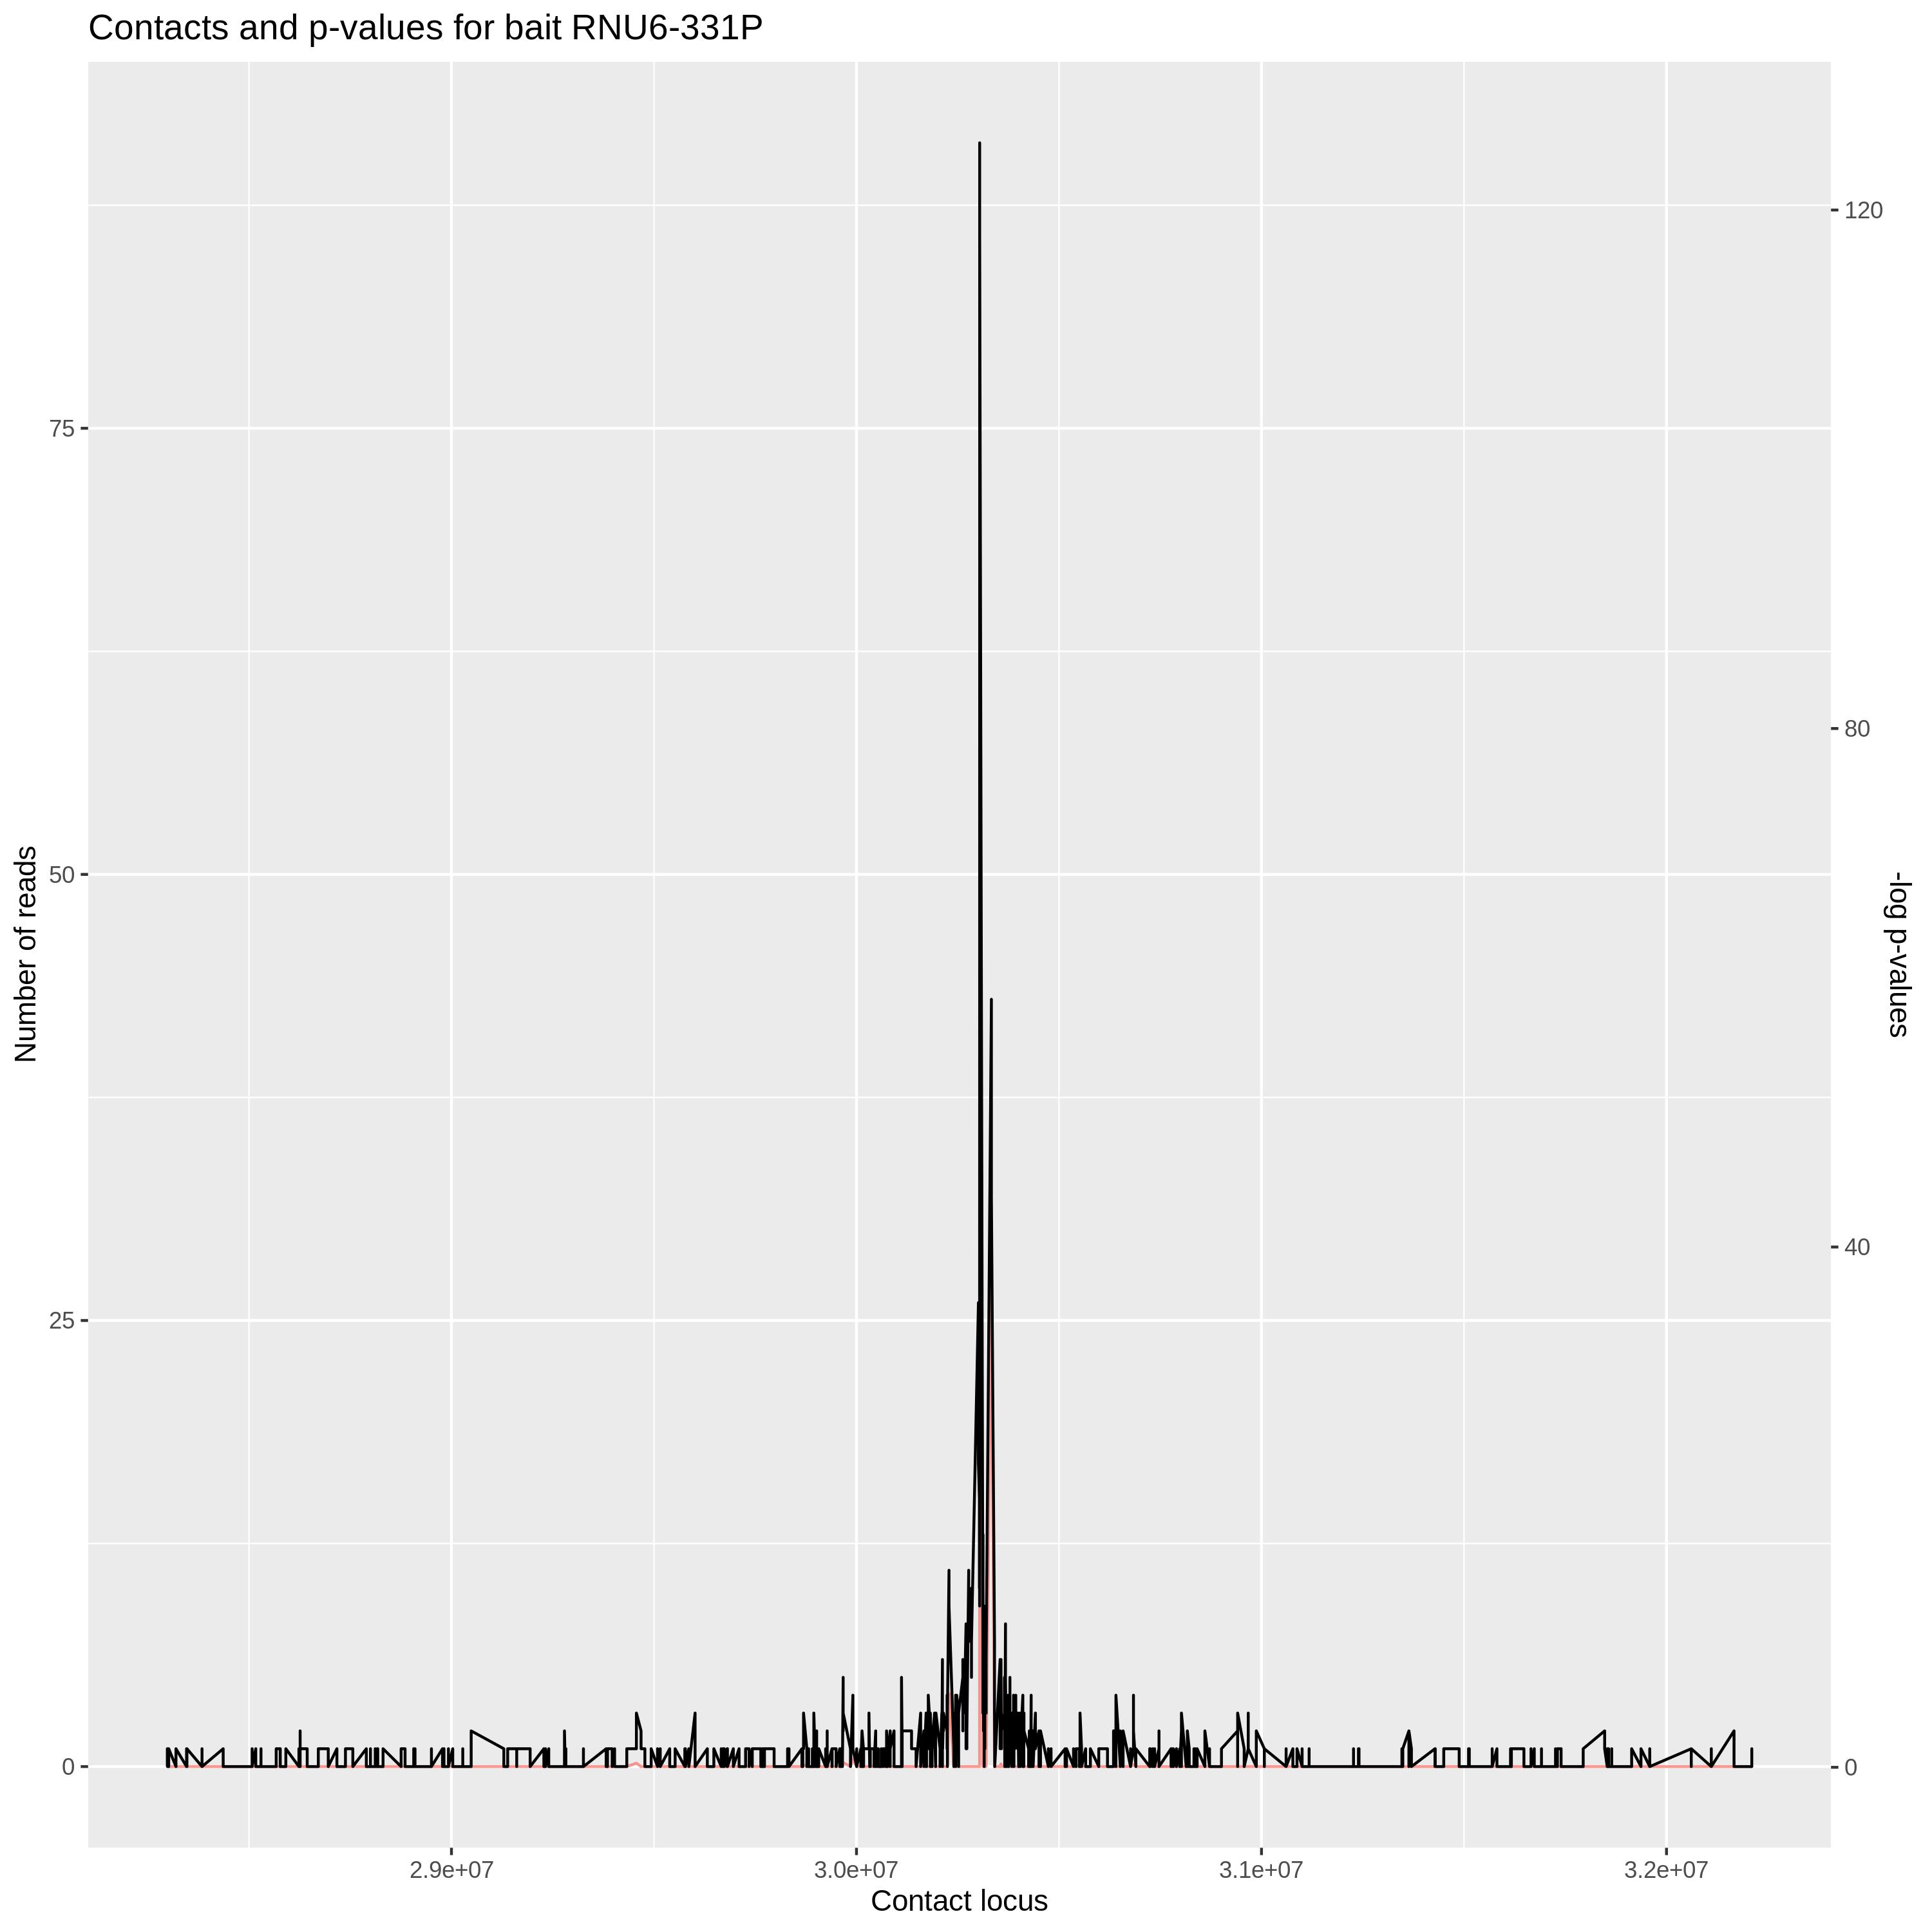 Contacts and p-values for bait RNU6-331P
120
75
80
Number of reads
50
-log p-values
40
25
0
0
2.9e+07
3.0e+07
3.1e+07
3.2e+07
Contact locus